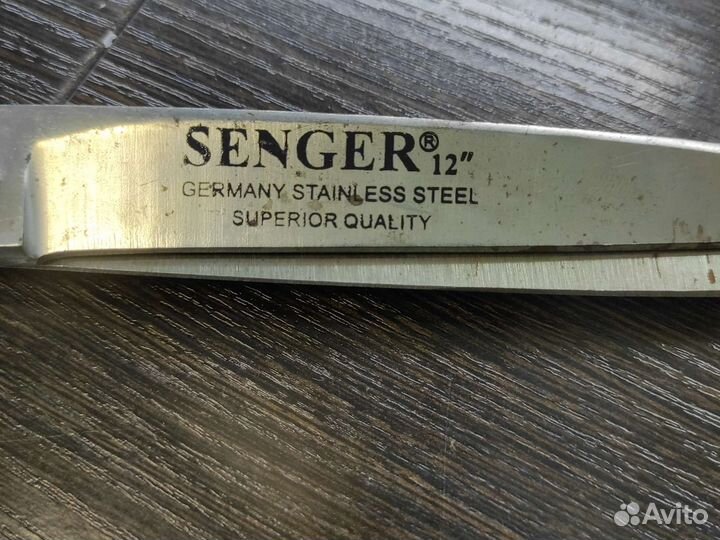 SENGER® 12"
GERMANY STAINLESS STEEL
SUPERIOR QUALITY
Avito